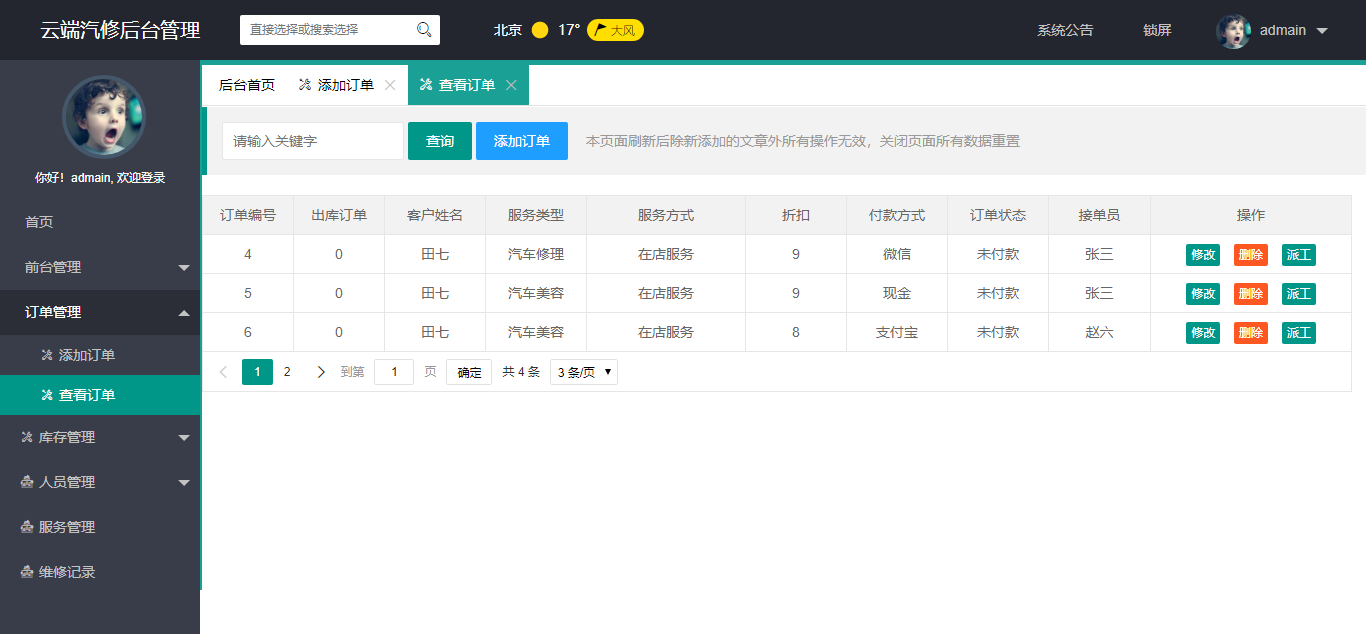 云端汽修后台管理 直接选择或搜索选择 北京 17° 大风 系统公告 锁屏 admain
你好！admain, 欢迎登录
首页
前台管理
订单管理
添加订单
查看订单
库存管理
人员管理
服务管理
维修记录
后台首页 添加订单 查看订单
请输入关键字 查询 添加订单 本页面刷新后除新添加的文章外所有操作无效，关闭页面所有数据重置
订单编号 出库订单 客户姓名 服务类型 服务方式 折扣 付款方式 订单状态 接单员 操作
4 0 田七 汽车修理 在店服务 9 微信 未付款 张三 修改 删除 派工
5 0 田七 汽车美容 在店服务 9 现金 未付款 张三 修改 删除 派工
6 0 田七 汽车美容 在店服务 8 支付宝 未付款 赵六 修改 删除 派工
1 2 到第 1 页 确定 共 4 条 3 条/页